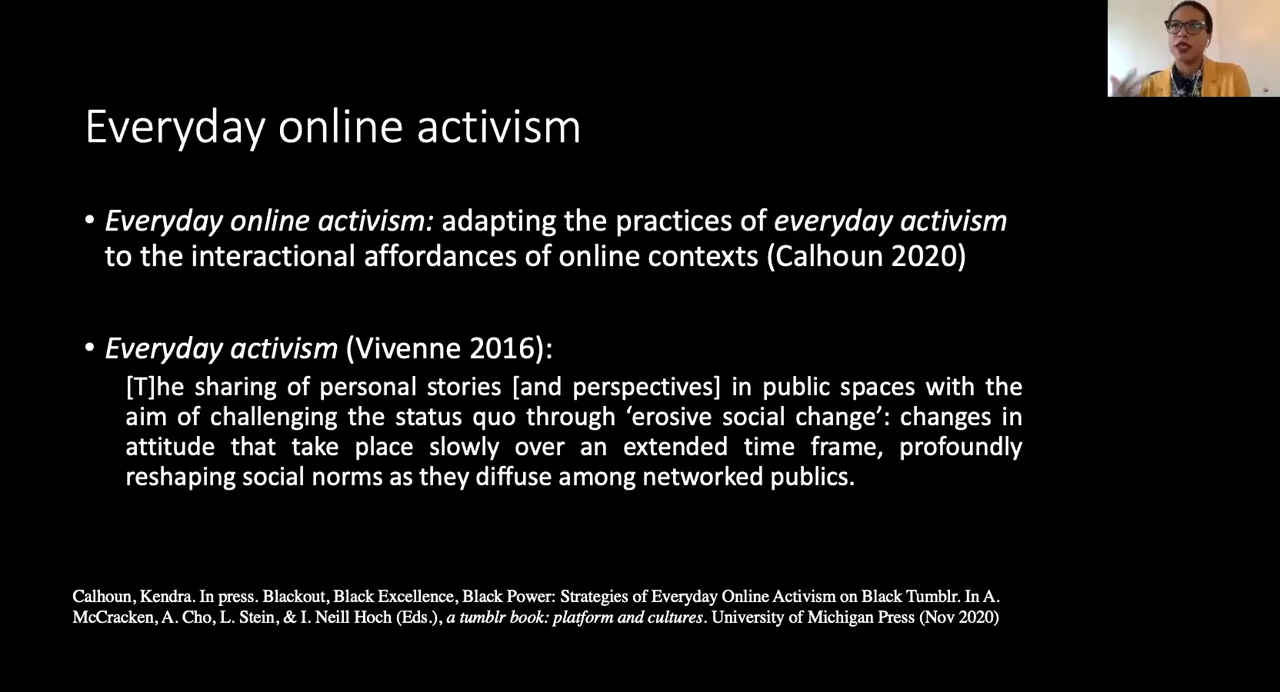 Everyday online activism
• Everyday online activism: adapting the practices of everyday activism
to the interactional affordances of online contexts (Calhoun 2020)
• Everyday activism (Vivenne 2016):
[T]he sharing of personal stories [and perspectives] in public spaces with the
aim of challenging the status quo through ‘erosive social change’: changes in
attitude that take place slowly over an extended time frame, profoundly
reshaping social norms as they diffuse among networked publics.
Calhoun, Kendra. In press. Blackout, Black Excellence, Black Power: Strategies of Everyday Online Activism on Black Tumblr. In A.
McCracken, A. Cho, L. Stein, & I. Neill Hoch (Eds.), a tumblr book: platform and cultures. University of Michigan Press (Nov 2020)